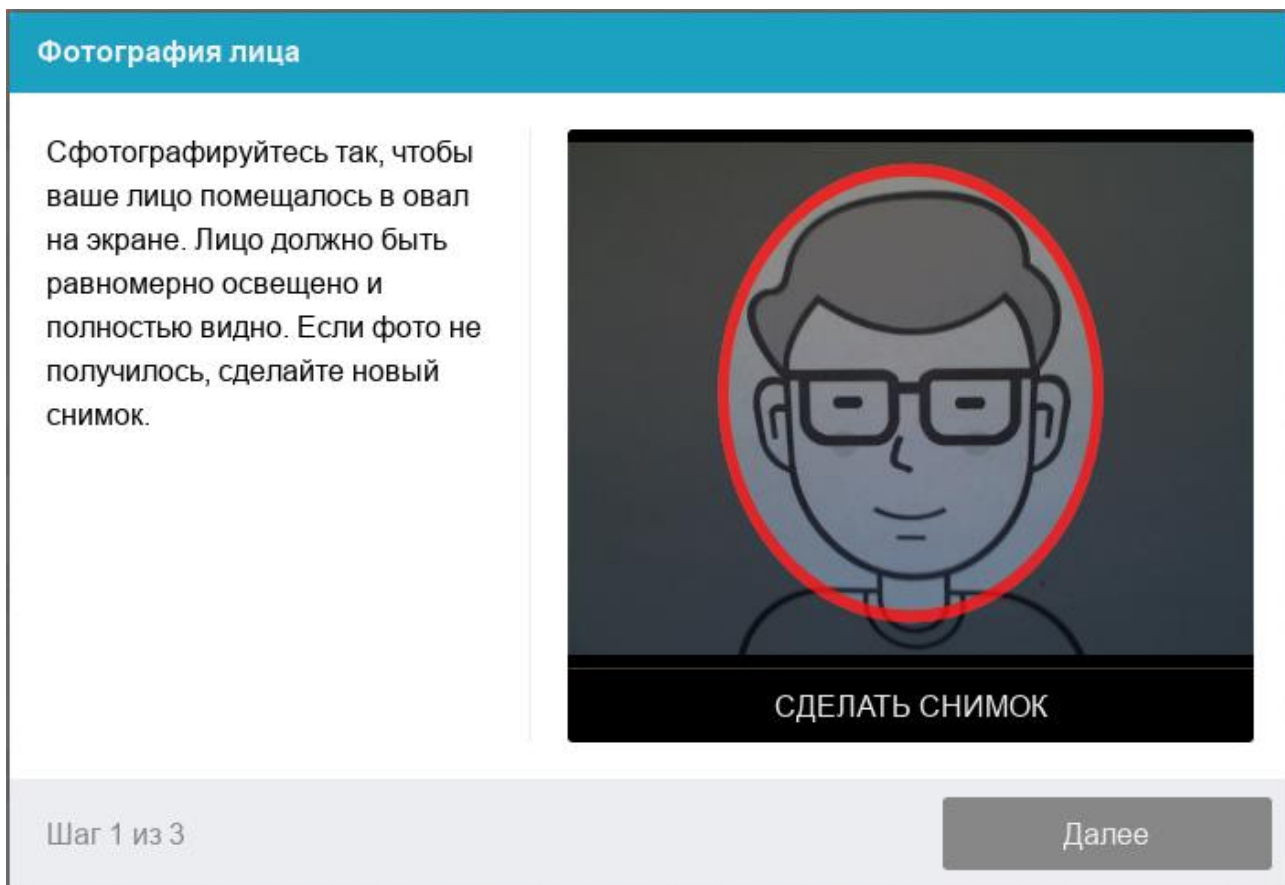 Фотография лица
Сфотографируйтесь так, чтобы
ваше лицо помещалось в овал
на экране. Лицо должно быть
равномерно освещено и
полностью видно. Если фото не
получилось, сделайте новый
снимок.
СДЕЛАТЬ СНИМОК
Шаг 1 из 3
Далее